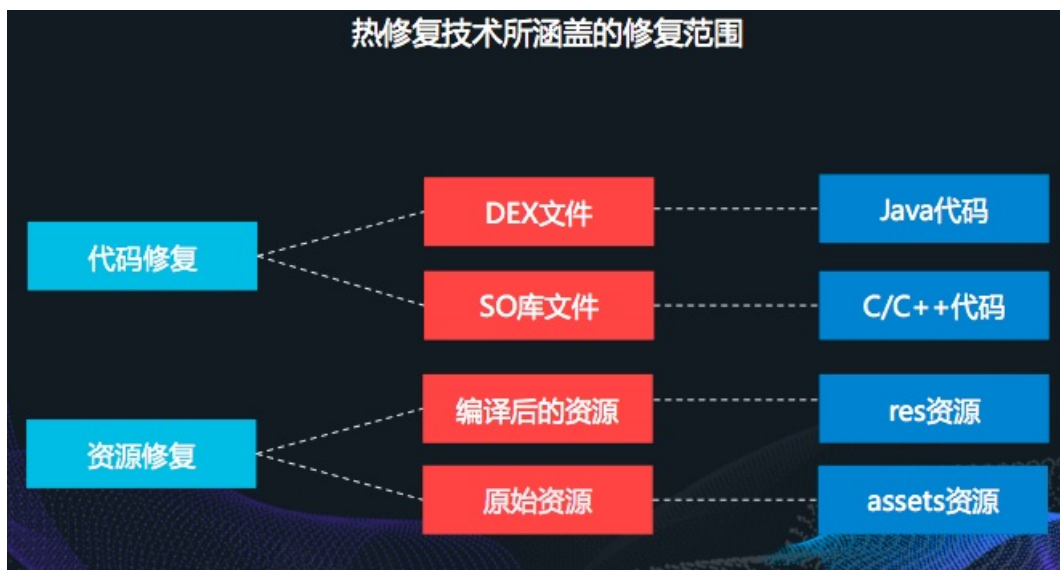 热修复技术所涵盖的修复范围
DEX文件
Java代码
代码修复
SO库文件
C/C++代码
编译后的资源
res资源
资源修复
原始资源
assets资源